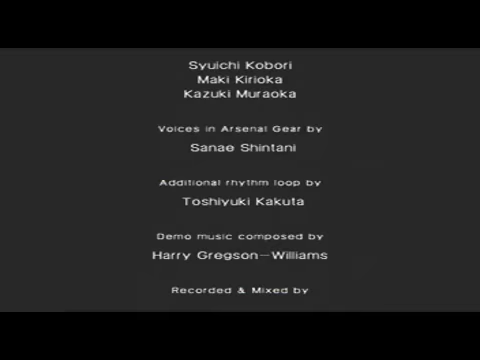 Syuichi Kobori
Maki Kirioka
Kazuki Muraoka
Voices in Arsenal Gear by
Sanae Shintani
Additional rhythm loop by
Toshiyuki Kakuta
Demo music composed by
Harry Gregson-Williams
Recorded & Mixed by